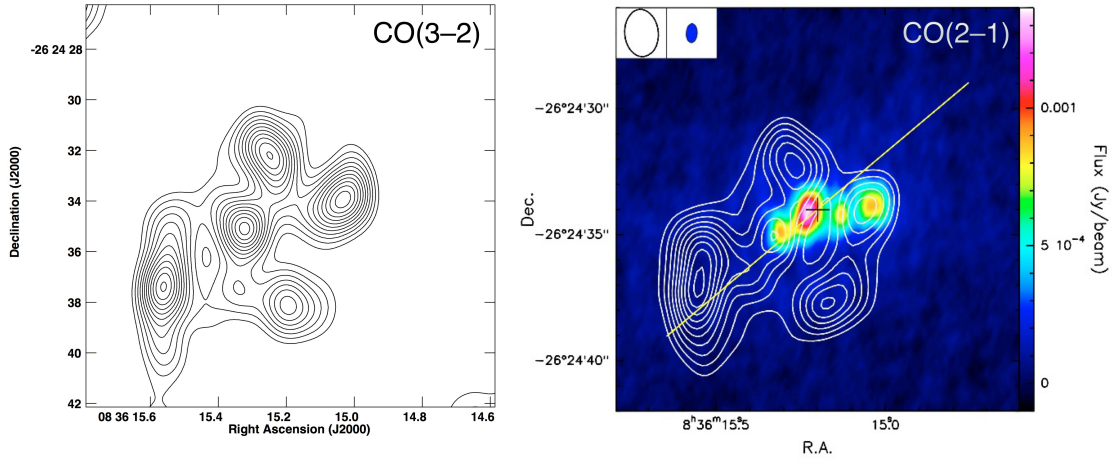 CO(3–2)
-26 24 28
30
32
34
36
38
40
42
Declination (J2000)
08 36 15.6
15.4
15.2
15.0
14.8
14.6
Right Ascension (J2000)
CO(2–1)
−26°24'30"
−26°24'35"
−26°24'40"
Dec.
8ʰ36ᵐ15ˢ.5
15ˢ.0
R.A.
0.001
5 10⁻⁴
0
Flux (Jy/beam)